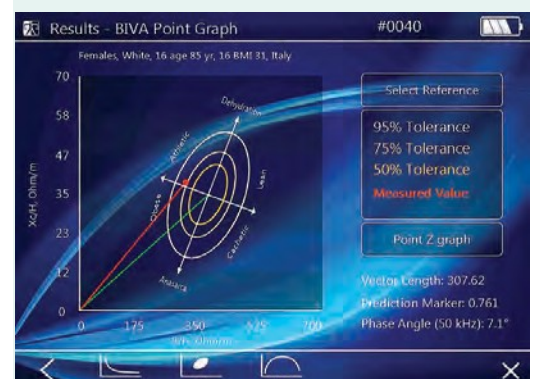 Results - BIVA Point Graph
#0040
Females, White, 16 age 85 yr, 16 BMI 31, Italy
70
58
47
35
23
12
0
Xc/H, Ohm/m
0
175
350
525
700
R/H, Ohm/m
Dehydration
Athletic
Lean
Obese
Cachetic
Anasarca
Select Reference
95% Tolerance
75% Tolerance
50% Tolerance
Measured Value
Point Z graph
Vector Length: 307.62
Prediction Marker: 0.761
Phase Angle (50 kHz): 7.1°